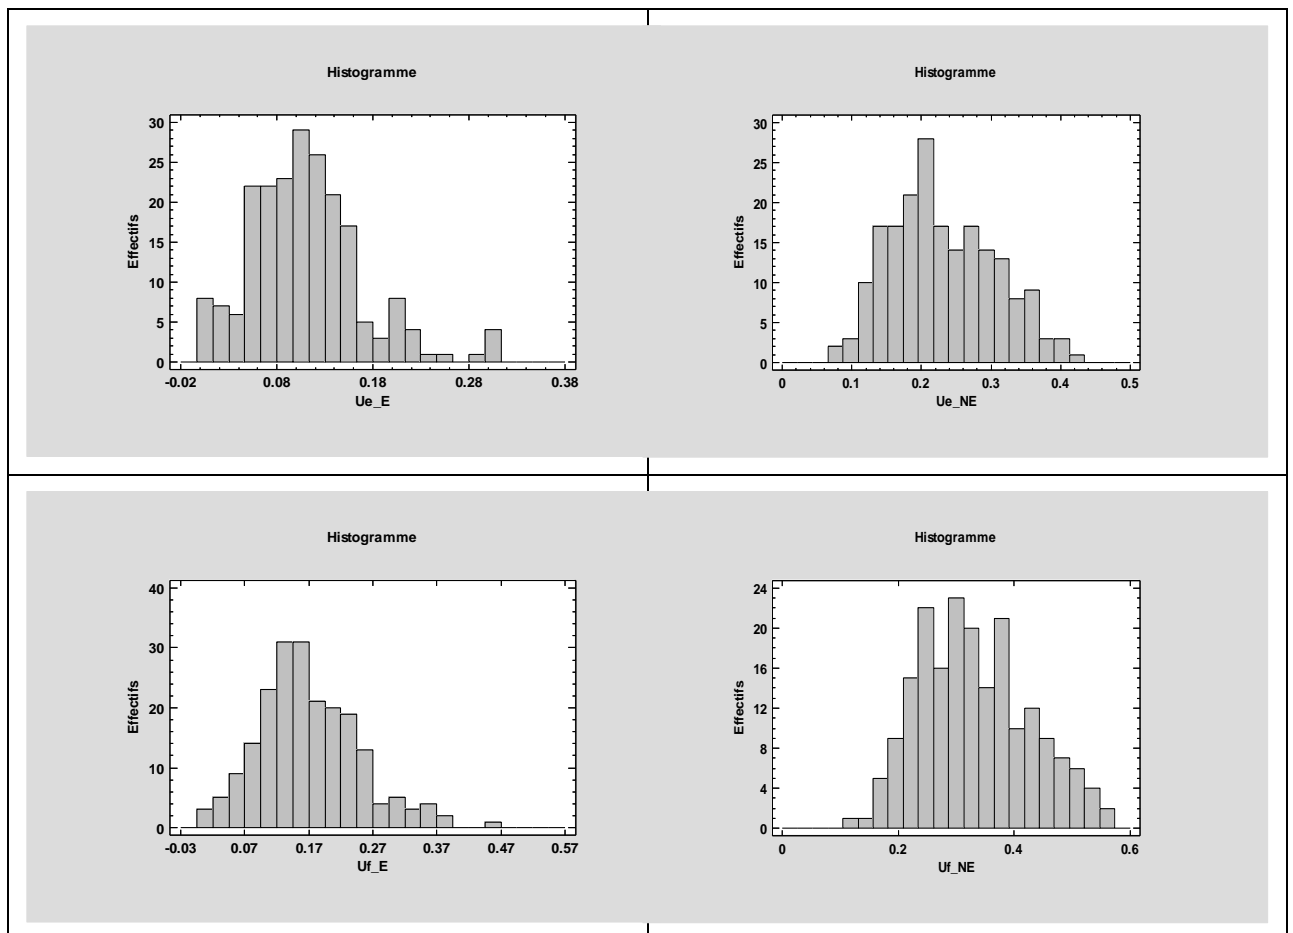 Histogramme
Effectifs
30
25
20
15
10
5
0
-0.02 0.08 0.18 0.28 0.38
Ue_E
Histogramme
Effectifs
30
25
20
15
10
5
0
0 0.1 0.2 0.3 0.4 0.5
Ue_NE
Histogramme
Effectifs
40
30
20
10
0
-0.03 0.07 0.17 0.27 0.37 0.47 0.57
Uf_E
Histogramme
Effectifs
24
20
16
12
8
4
0
0 0.2 0.4 0.6
Uf_NE